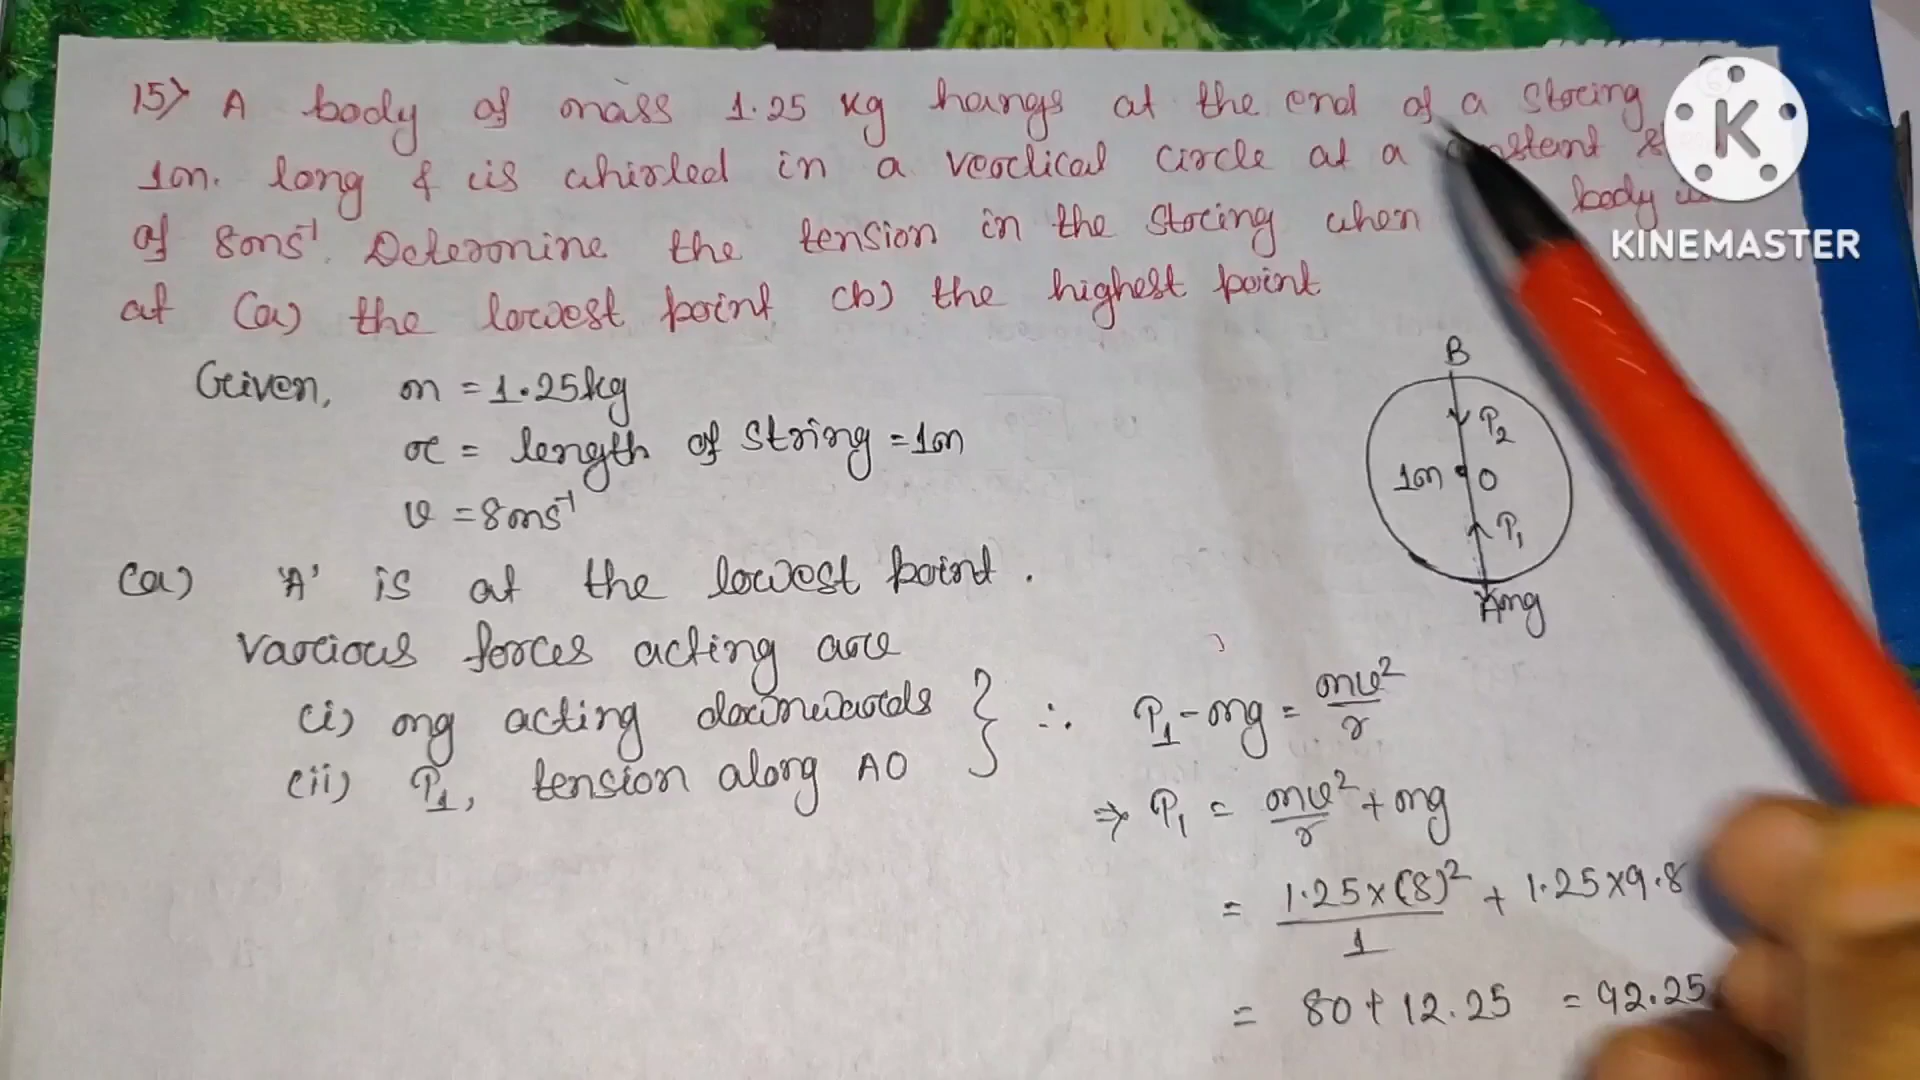 15) A body of mass 1.25 kg hangs at the end of a string
1m. long & is whirled in a vertical circle at a constant
of 8ms⁻¹. Determine the tension in the string when body
at (a) the lowest point (b) the highest point
K
KINEMASTER
Given, m = 1.25kg
r = length of string = 1m
v = 8ms⁻¹
B
P₂
1m O
P₁
A mg
(a) 'A' is at the lowest point.
Various forces acting are
(i) mg acting downwards
(ii) P₁, tension along AO
∴ P₁ - mg = mv²/r
⇒ P₁ = mv²/r + mg
= 1.25×(8)²/1 + 1.25×9.8
= 80 + 12.25 = 92.25